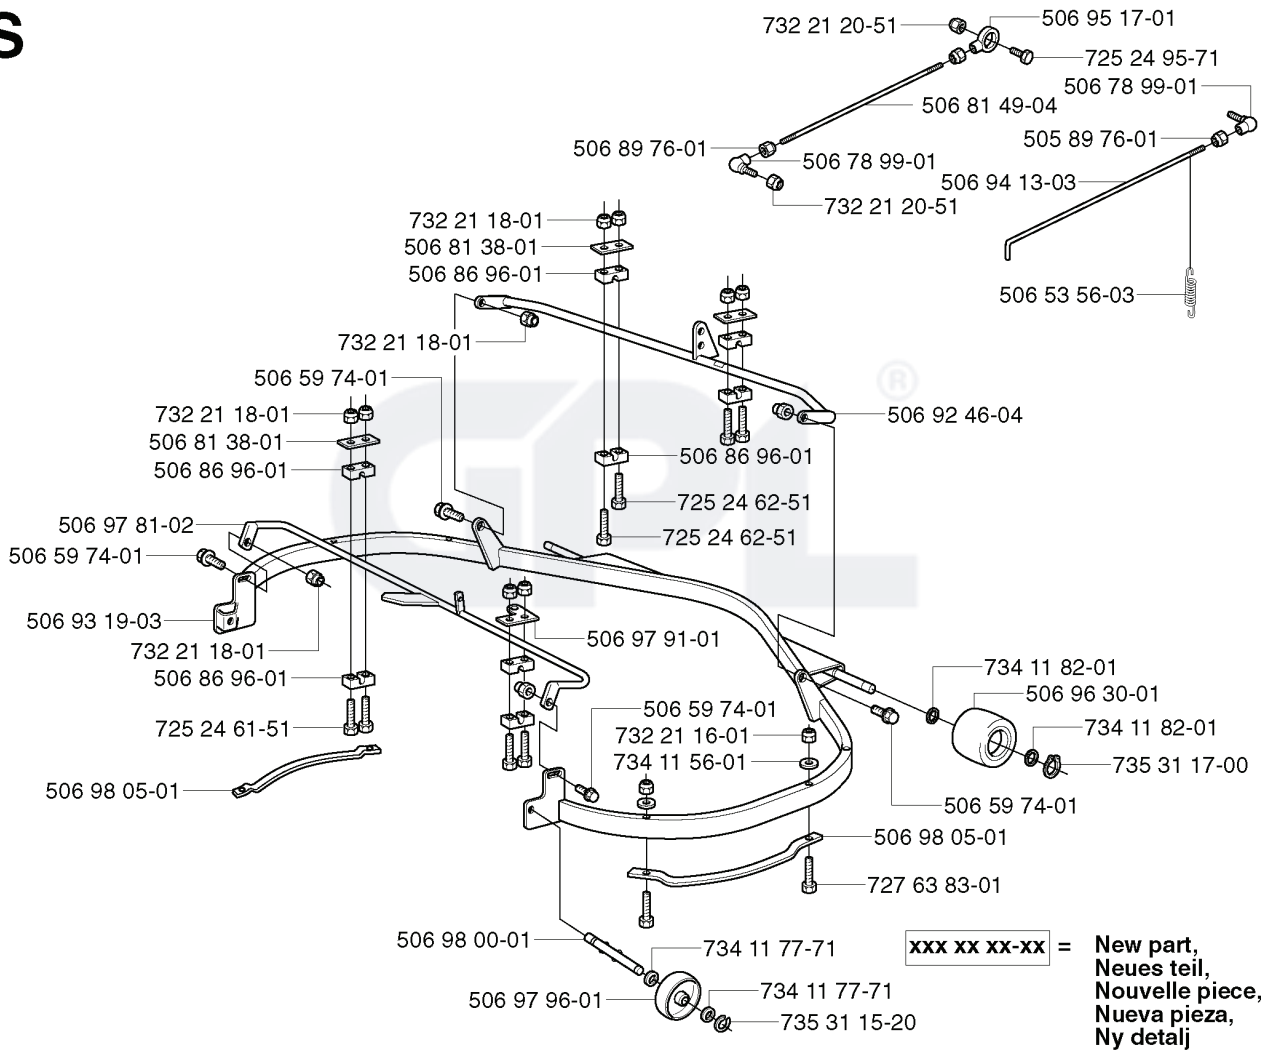 S
732 21 20-51
506 95 17-01
725 24 95-71
506 78 99-01
506 81 49-04
505 89 76-01
506 89 76-01
506 78 99-01
506 94 13-03
732 21 20-51
732 21 18-01
506 81 38-01
506 86 96-01
506 53 56-03
732 21 18-01
506 59 74-01
GPL ®
732 21 18-01
506 92 46-04
506 81 38-01
506 86 96-01
506 86 96-01
725 24 62-51
506 97 81-02
725 24 62-51
506 59 74-01
506 93 19-03
506 97 91-01
732 21 18-01
734 11 82-01
506 86 96-01
506 96 30-01
506 59 74-01
725 24 61-51
734 11 82-01
732 21 16-01
734 11 56-01
735 31 17-00
506 98 05-01
506 59 74-01
506 98 05-01
727 63 83-01
506 98 00-01
734 11 77-71
xxx xx xx-xx = New part,
Neues teil,
Nouvelle piece,
Nueva pieza,
Ny detalj
734 11 77-71
506 97 96-01
735 31 15-20